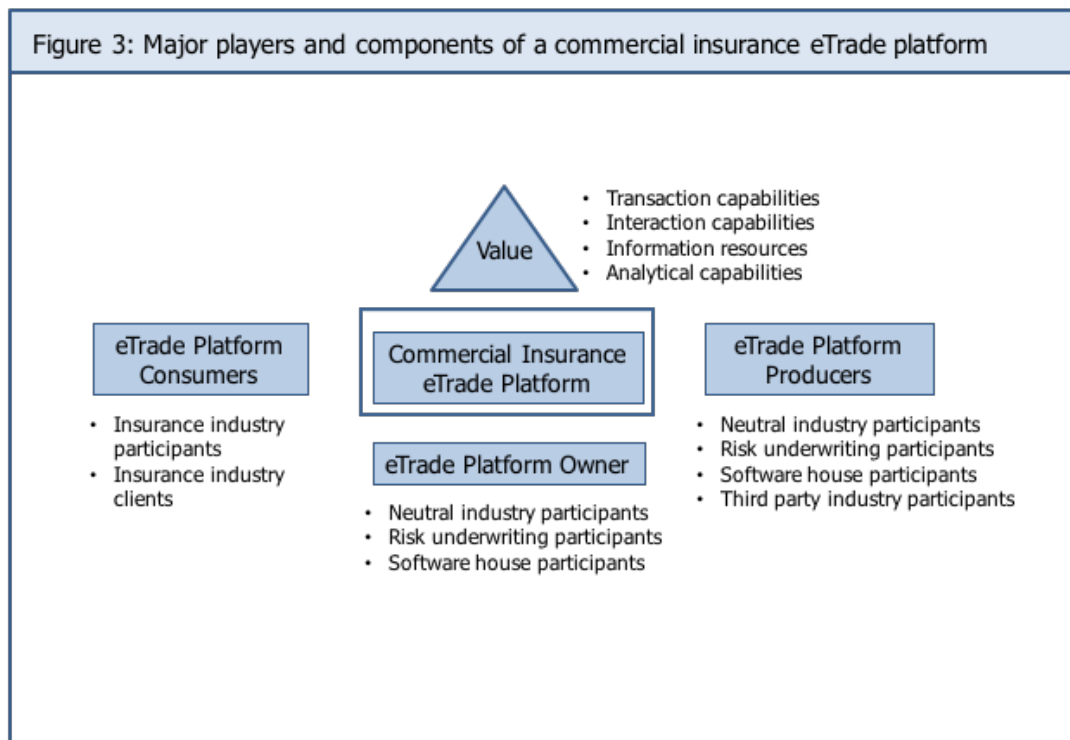 Figure 3: Major players and components of a commercial insurance eTrade platform
Value
• Transaction capabilities
• Interaction capabilities
• Information resources
• Analytical capabilities
eTrade Platform
Consumers
• Insurance industry
participants
• Insurance industry
clients
Commercial Insurance
eTrade Platform
eTrade Platform Owner
• Neutral industry participants
• Risk underwriting participants
• Software house participants
eTrade Platform
Producers
• Neutral industry participants
• Risk underwriting participants
• Software house participants
• Third party industry participants